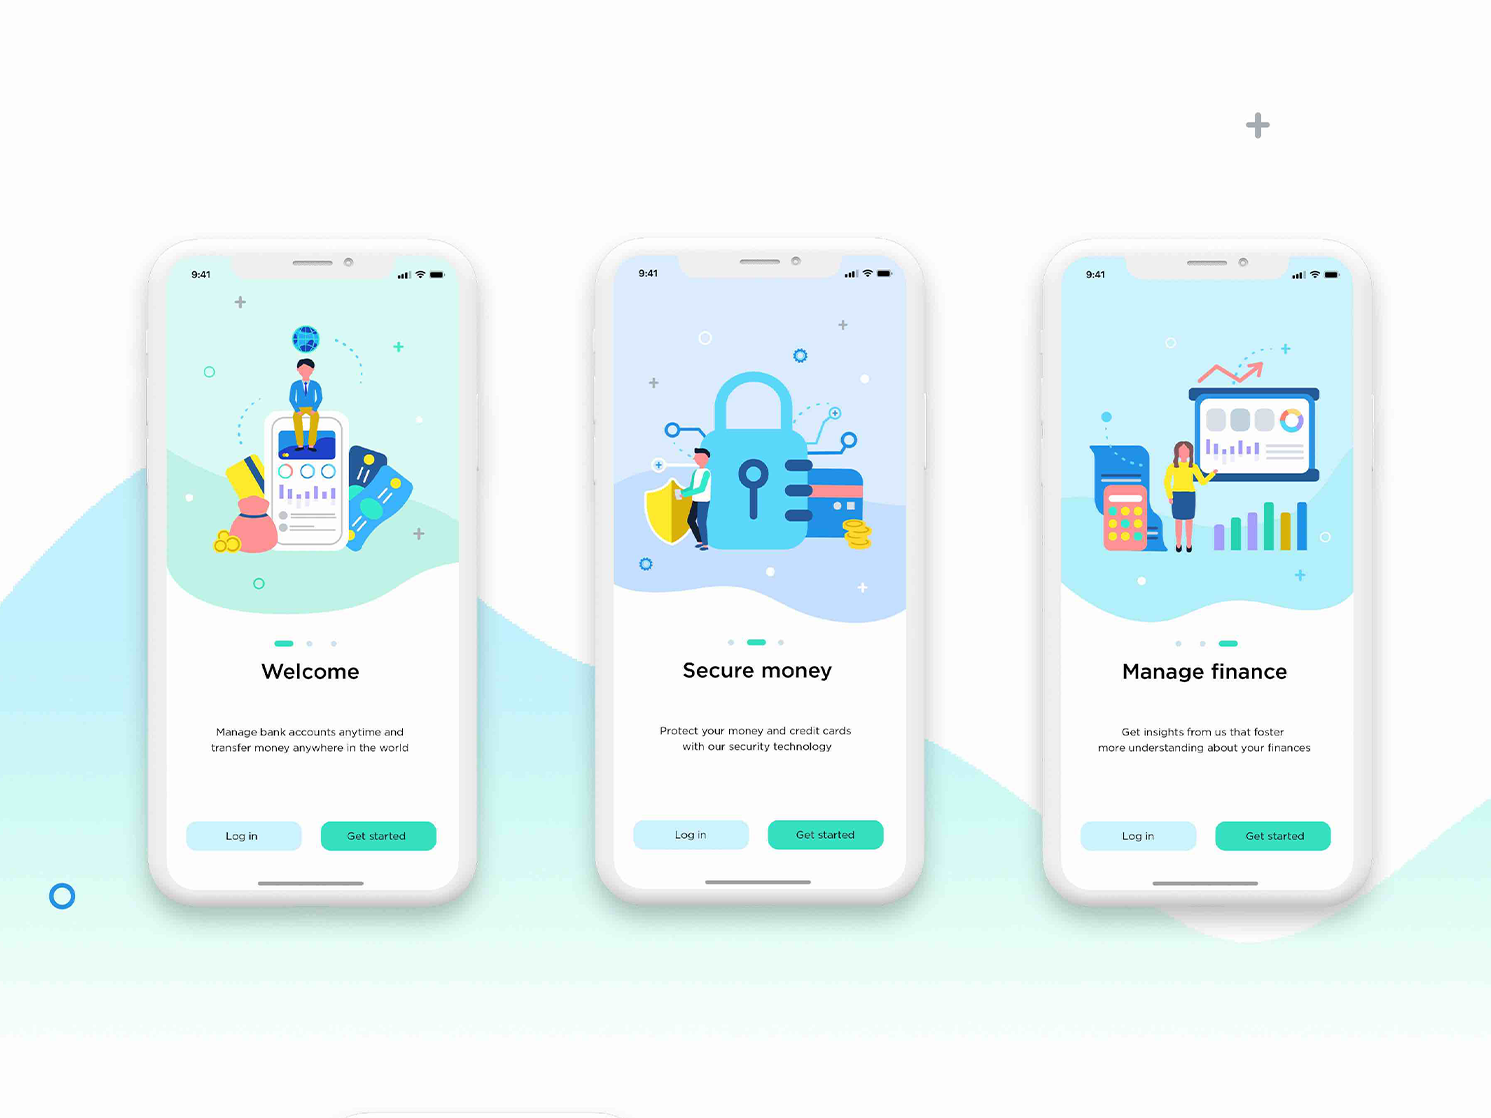 9:41
Welcome
Manage bank accounts anytime and
transfer money anywhere in the world
Log in
Get started
9:41
Secure money
Protect your money and credit cards
with our security technology
Log in
Get started
9:41
Manage finance
Get insights from us that foster
more understanding about your finances
Log in
Get started